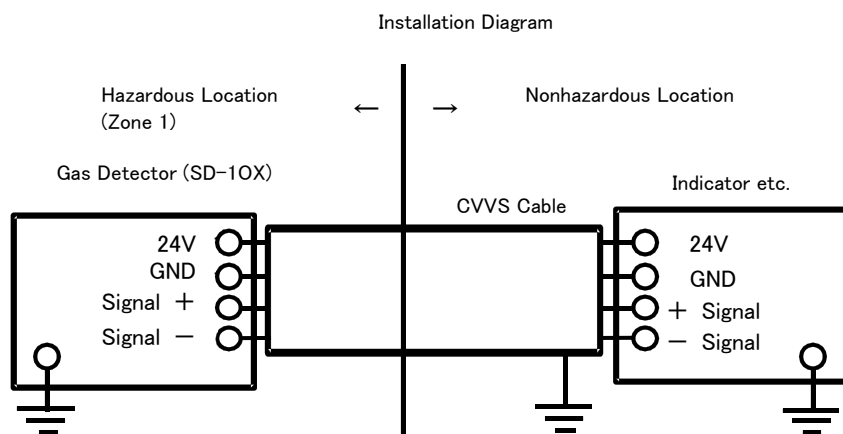 Installation Diagram
Hazardous Location
(Zone 1)
← →
Nonhazardous Location
Gas Detector (SD-1OX)
CVVS Cable
Indicator etc.
24V
GND
Signal +
Signal −
24V
GND
+ Signal
− Signal